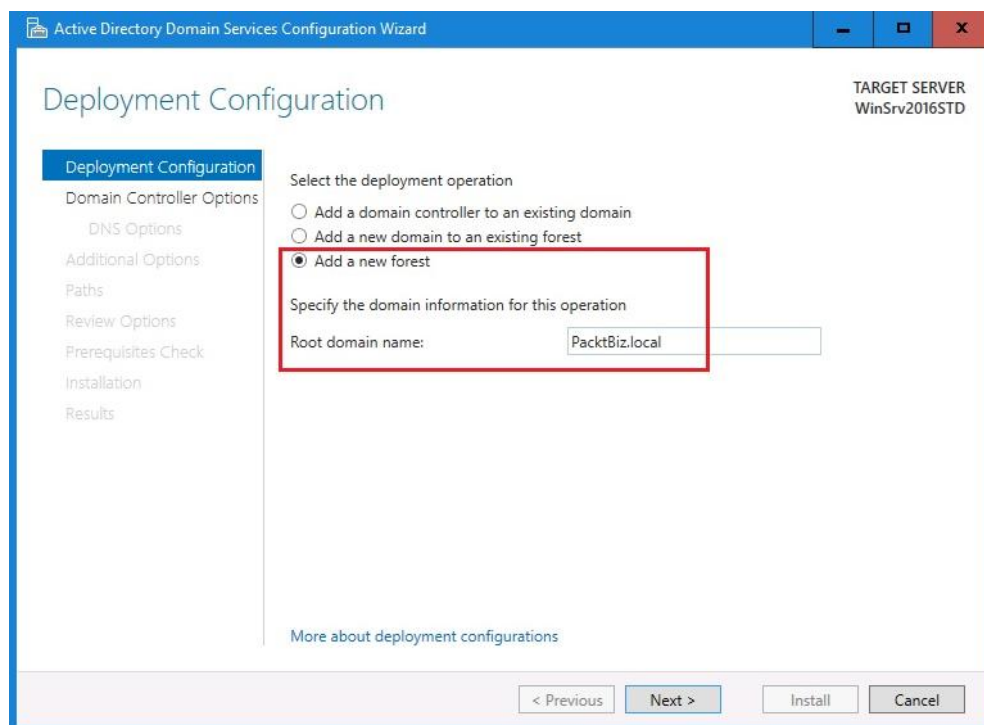 Active Directory Domain Services Configuration Wizard
Deployment Configuration
TARGET SERVER
WinSrv2016STD
Deployment Configuration
Domain Controller Options
DNS Options
Additional Options
Paths
Review Options
Prerequisites Check
Installation
Results
Select the deployment operation
Add a domain controller to an existing domain
Add a new domain to an existing forest
Add a new forest
Specify the domain information for this operation
Root domain name: PacktBiz.local
More about deployment configurations
< Previous Next > Install Cancel